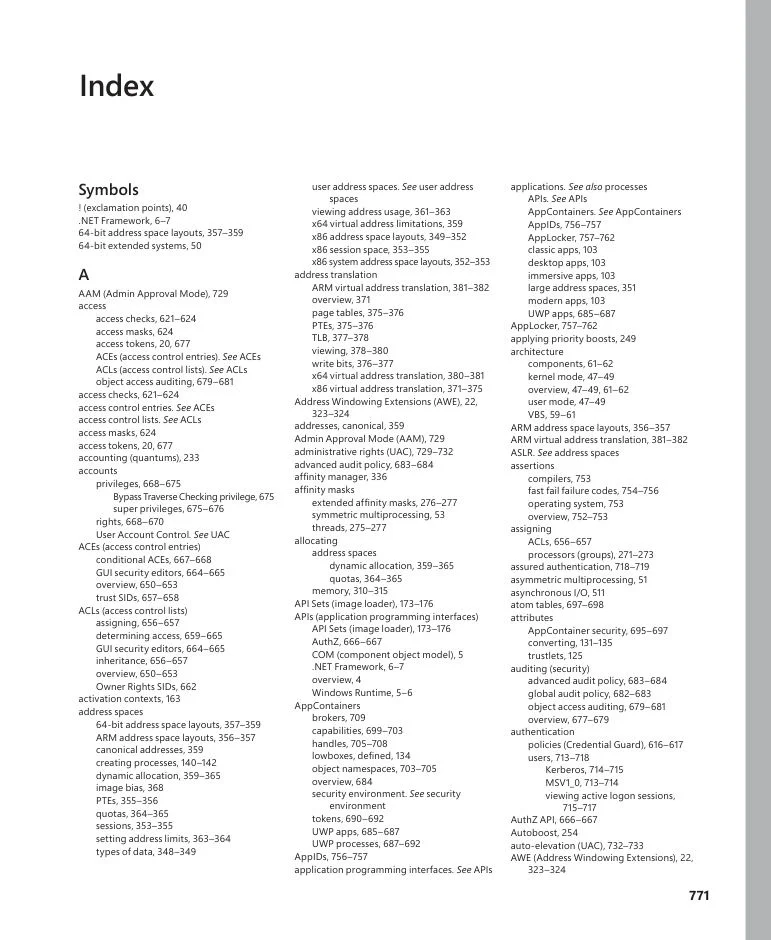 Index
Symbols
! (exclamation points), 40
.NET Framework, 6–7
64-bit address space layouts, 357–359
64-bit extended systems, 50
A
AAM (Admin Approval Mode), 729
access
access checks, 621–624
access masks, 624
access tokens, 20, 677
ACEs (access control entries). See ACEs
ACLs (access control lists). See ACLs
object access auditing, 679–681
access checks, 621–624
access control entries. See ACEs
access control lists. See ACLs
access masks, 624
access tokens, 20, 677
accounting (quantums), 233
accounts
privileges, 668–675
Bypass Traverse Checking privilege, 675
super privileges, 675–676
rights, 668–670
User Account Control. See UAC
ACEs (access control entries)
conditional ACEs, 667–668
GUI security editors, 664–665
overview, 650–653
trust SIDs, 657–658
ACLs (access control lists)
assigning, 656–657
determining access, 659–665
GUI security editors, 664–665
inheritance, 656–657
overview, 650–653
Owner Rights SIDs, 662
activation contexts, 163
address spaces
64-bit address space layouts, 357–359
ARM address space layouts, 356–357
canonical addresses, 359
creating processes, 140–142
dynamic allocation, 359–365
image bias, 368
PTEs, 355–356
quotas, 364–365
sessions, 353–355
setting address limits, 363–364
types of data, 348–349
user address spaces. See user address
spaces
viewing address usage, 361–363
x64 virtual address limitations, 359
x86 address space layouts, 349–352
x86 session space, 353–355
x86 system address space layouts, 352–353
address translation
ARM virtual address translation, 381–382
overview, 371
page tables, 375–376
PTEs, 375–376
TLB, 377–378
viewing, 378–380
write bits, 376–377
x64 virtual address translation, 380–381
x86 virtual address translation, 371–375
Address Windowing Extensions (AWE), 22,
323–324
addresses, canonical, 359
Admin Approval Mode (AAM), 729
administrative rights (UAC), 729–732
advanced audit policy, 683–684
affinity manager, 336
affinity masks
extended affinity masks, 276–277
symmetric multiprocessing, 53
threads, 275–277
allocating
address spaces
dynamic allocation, 359–365
quotas, 364–365
memory, 310–315
API Sets (image loader), 173–176
APIs (application programming interfaces)
API Sets (image loader), 173–176
AuthZ, 666–667
COM (component object model), 5
.NET Framework, 6–7
overview, 4
Windows Runtime, 5–6
AppContainers
brokers, 709
capabilities, 699–703
handles, 705–708
lowboxes, defined, 134
object namespaces, 703–705
overview, 684
security environment. See security
environment
tokens, 690–692
UWP apps, 685–687
UWP processes, 687–692
AppIDs, 756–757
application programming interfaces. See APIs
applications. See also processes
APIs. See APIs
AppContainers. See AppContainers
AppIDs, 756–757
AppLocker, 757–762
classic apps, 103
desktop apps, 103
immersive apps, 103
large address spaces, 351
modern apps, 103
UWP apps, 685–687
AppLocker, 757–762
applying priority boosts, 249
architecture
components, 61–62
kernel mode, 47–49
overview, 47–49, 61–62
user mode, 47–49
VBS, 59–61
ARM address space layouts, 356–357
ARM virtual address translation, 381–382
ASLR. See address spaces
assertions
compilers, 753
fast fail failure codes, 754–756
operating system, 753
overview, 752–753
assigning
ACLs, 656–657
processors (groups), 271–273
assured authentication, 718–719
asymmetric multiprocessing, 51
asynchronous I/O, 511
atom tables, 697–698
attributes
AppContainer security, 695–697
converting, 131–135
trustlets, 125
auditing (security)
advanced audit policy, 683–684
global audit policy, 682–683
object access auditing, 679–681
overview, 677–679
authentication
policies (Credential Guard), 616–617
users, 713–718
Kerberos, 714–715
MSV1_0, 713–714
viewing active logon sessions,
715–717
AuthZ API, 666–667
Autoboost, 254
auto-elevation (UAC), 732–733
AWE (Address Windowing Extensions), 22,
323–324
771